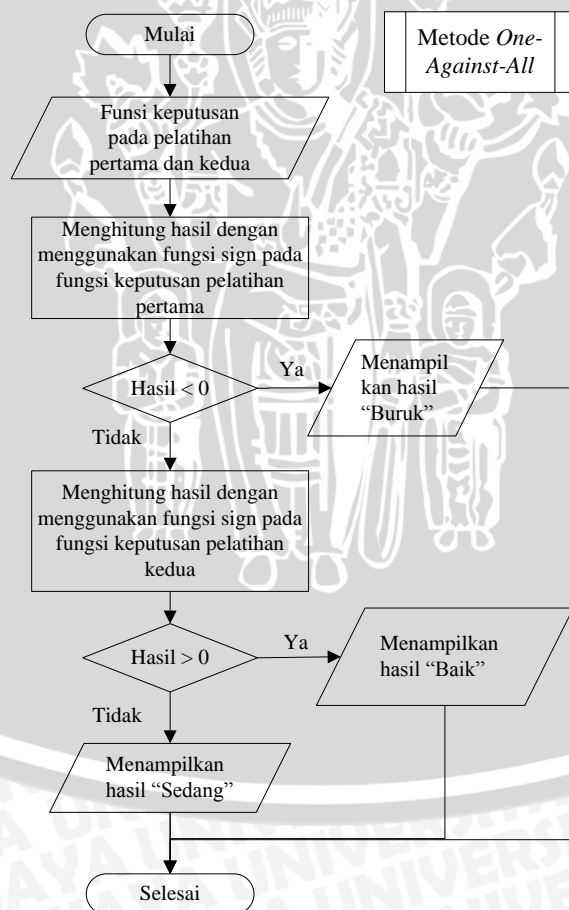 Mulai
Metode One-
Against-All
Funsi keputusan
pada pelatihan
pertama dan kedua
Menghitung hasil dengan
menggunakan fungsi sign pada
fungsi keputusan pelatihan
pertama
Hasil < 0
Ya
Menampil
kan hasil
“Buruk”
Tidak
Menghitung hasil dengan
menggunakan fungsi sign pada
fungsi keputusan pelatihan
kedua
Hasil > 0
Ya
Menampilkan
hasil “Baik”
Tidak
Menampilkan
hasil “Sedang”
Selesai